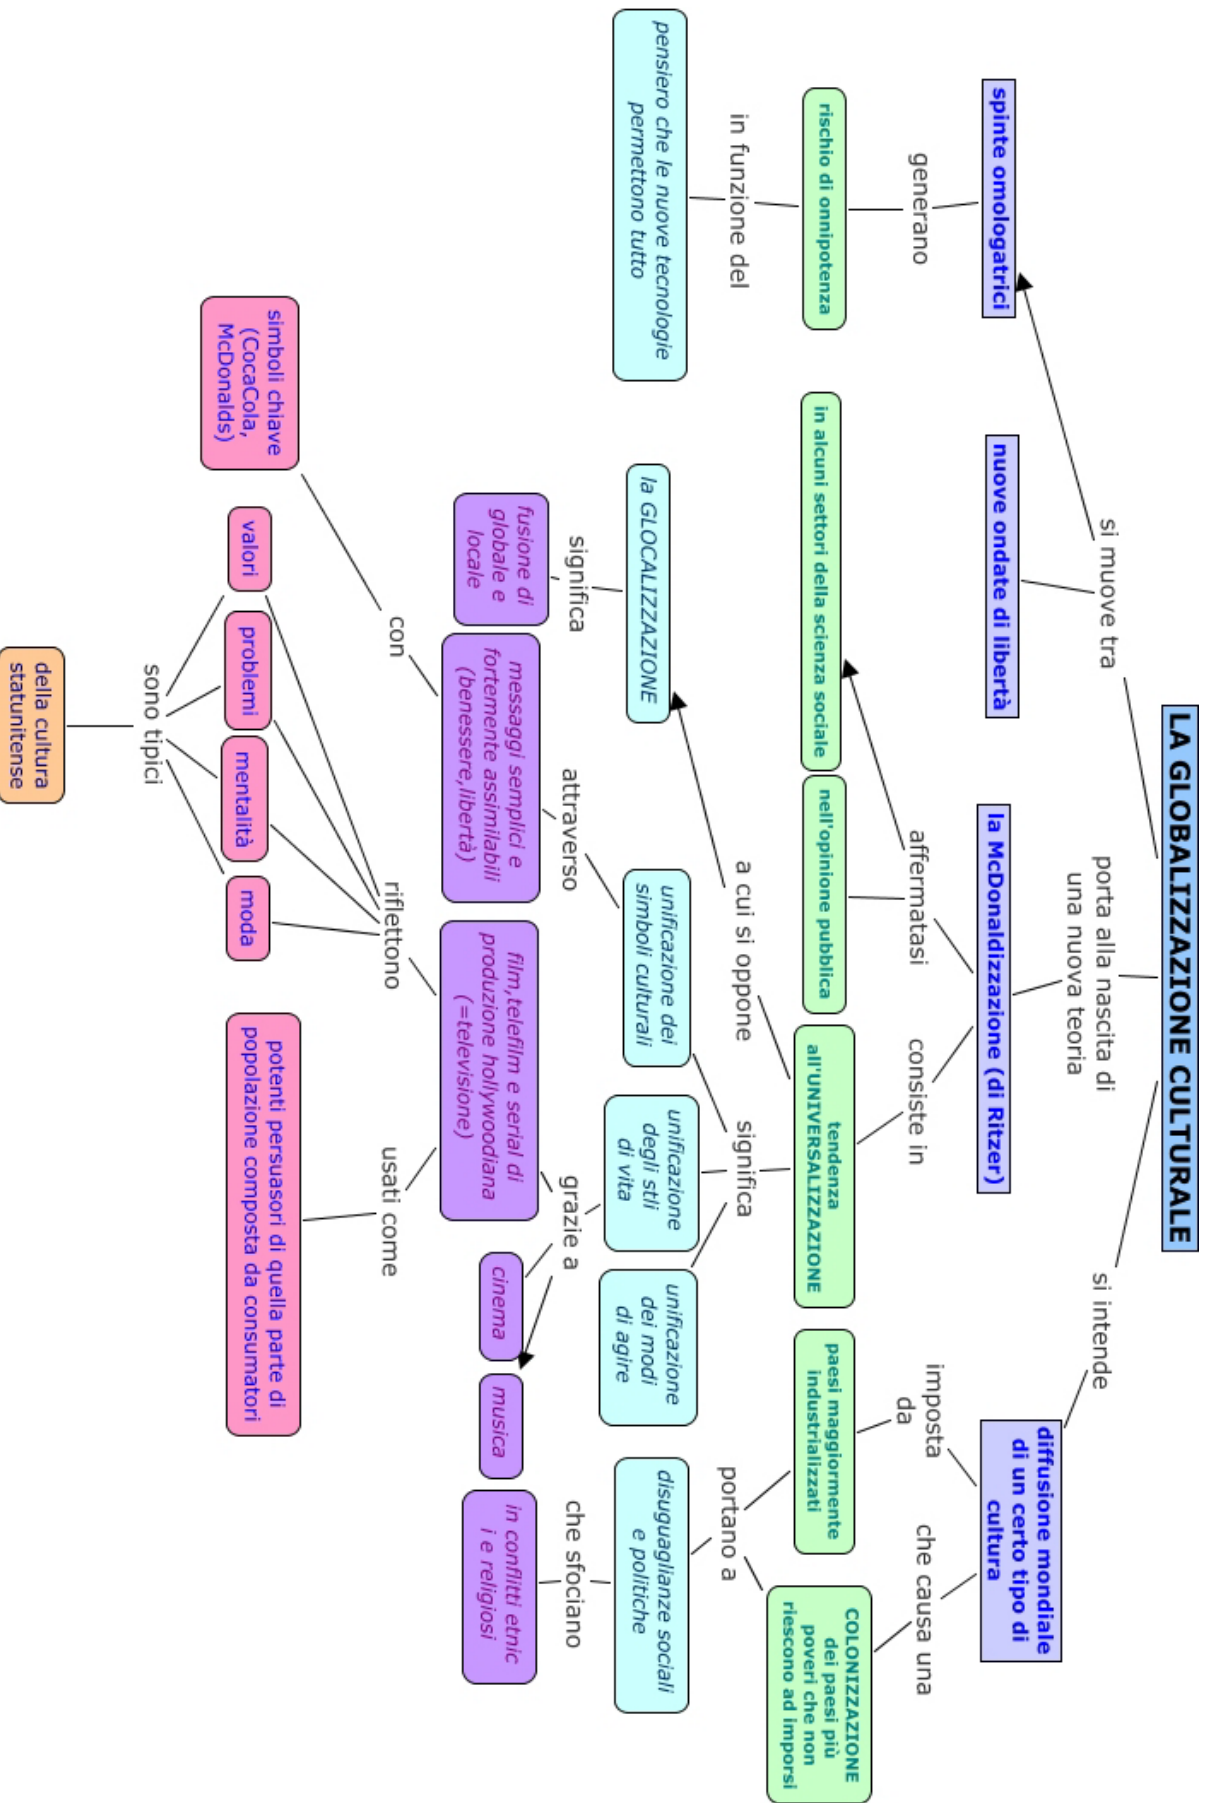 LA GLOBALIZZAZIONE CULTURALE
si muove tra
porta alla nascita di
una nuova teoria
si intende
spinte omologatrici
nuove ondate di libertà
la McDonaldizzazione (di Ritzer)
diffusione mondiale
di un certo tipo di
cultura
generano
affermatasi
consiste in
imposta
da
che causa una
rischio di onnipotenza
in alcuni settori della scienza sociale
nell'opinione pubblica
tendenza
all'UNIVERSALIZZAZIONE
paesi maggiormente
industrializzati
COLONIZZAZIONE
dei paesi più
poveri che non
riescono ad imporsi
in funzione del
a cui si oppone
significa
portano a
pensiero che le nuove tecnologie
permettono tutto
la GLOCALIZZAZIONE
unificazione dei
simboli culturali
unificazione
degli stli
di vita
unificazione
dei modi
di agire
disuguaglianze sociali
e politiche
significa
attraverso
grazie a
che sfociano
fusione di
globale e
locale
messaggi semplici e
fortemente assimilabili
(benessere,libertà)
film,telefilm e serial di
produzione hollywoodiana
(=televisione)
cinema
musica
in conflitti etnic
i e religiosi
con
riflettono
usati come
simboli chiave
(CocaCola,
McDonalds)
valori
problemi
mentalità
moda
potenti persuasori di quella parte di
popolazione composta da consumatori
sono tipici
della cultura
statunitense